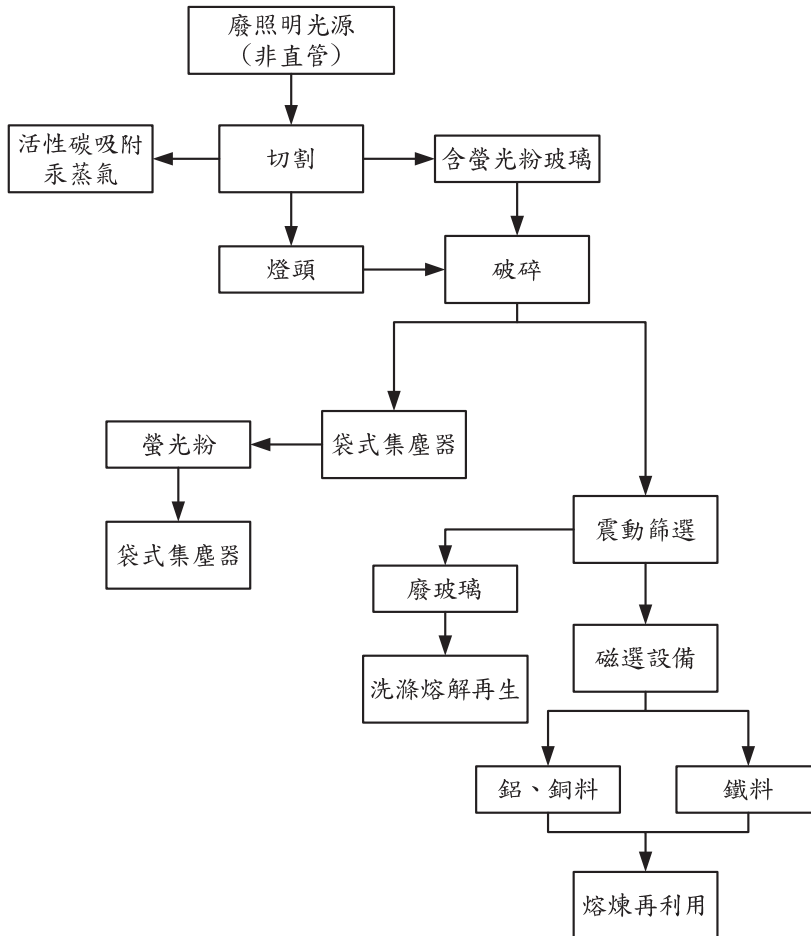 廢照明光源
（非直管）
活性碳吸附
汞蒸氣
切割
含螢光粉玻璃
燈頭
破碎
螢光粉
袋式集塵器
袋式集塵器
震動篩選
廢玻璃
磁選設備
洗滌熔解再生
鋁、銅料
鐵料
熔煉再利用